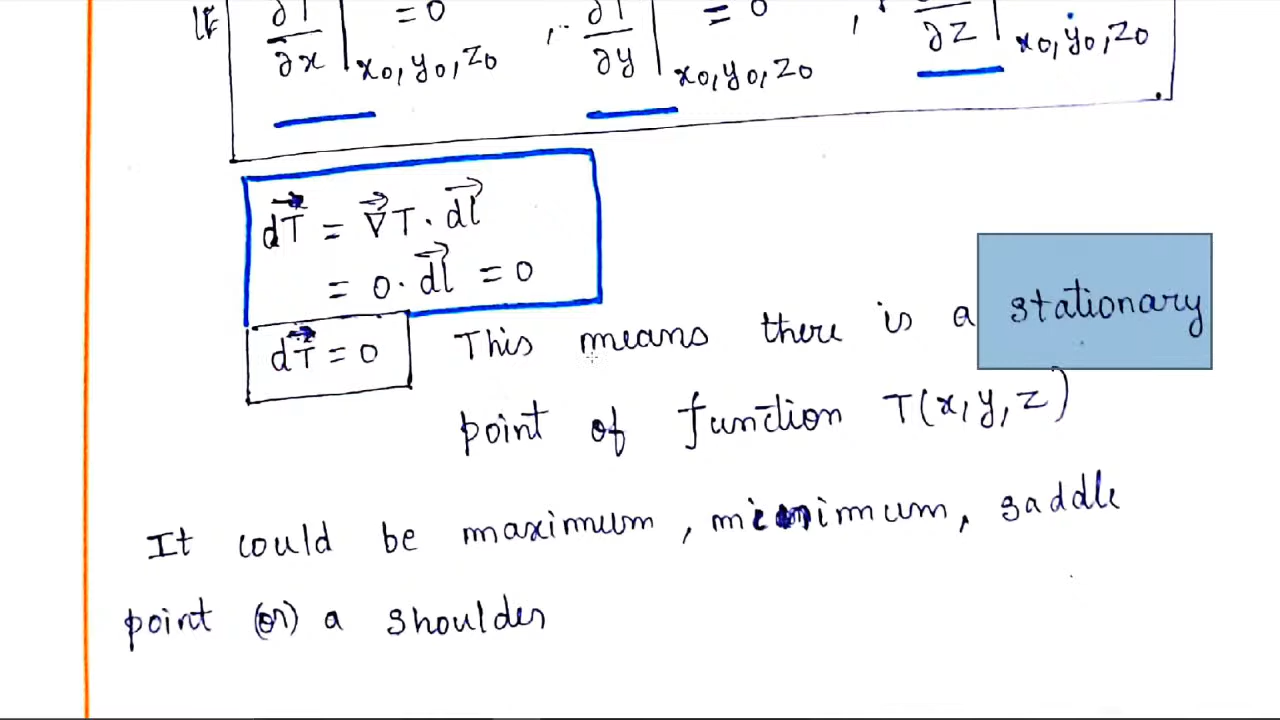 If ∂T/∂x|x0,y0,z0 = 0 , ∂T/∂y|x0,y0,z0 = 0 , ∂z|x0,y0,z0
dT⃗ = ∇⃗T · dl⃗
= 0 · dl⃗ = 0
dT⃗ = 0 This means there is a stationary
point of function T(x,y,z)
It could be maximum, minimum, saddle
point (or) a shoulder